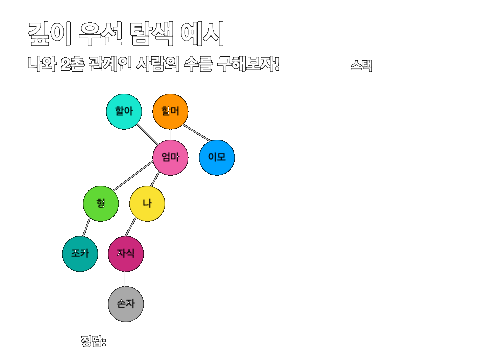 깊이 우선 탐색 예시
나와 2촌 관계인 사람의 수를 구해보자!
스택
할아
할머
엄마
이모
형
나
조카
자식
손자
정답: